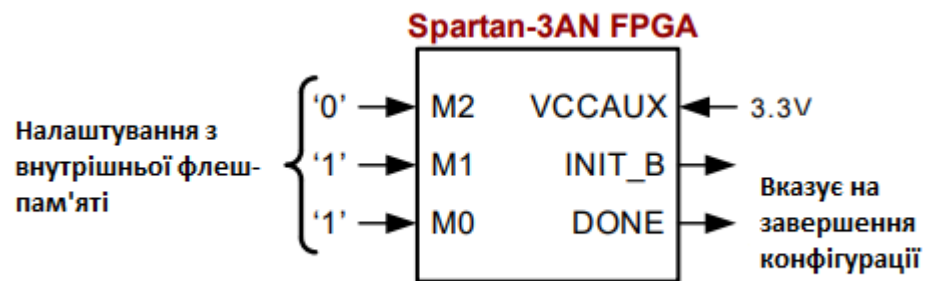 Spartan-3AN FPGA
Налаштування з
внутрішньої флеш-
пам'яті
'0' M2 VCCAUX 3.3V
'1' M1 INIT_B
'1' M0 DONE
Вказує на
завершення
конфігурації